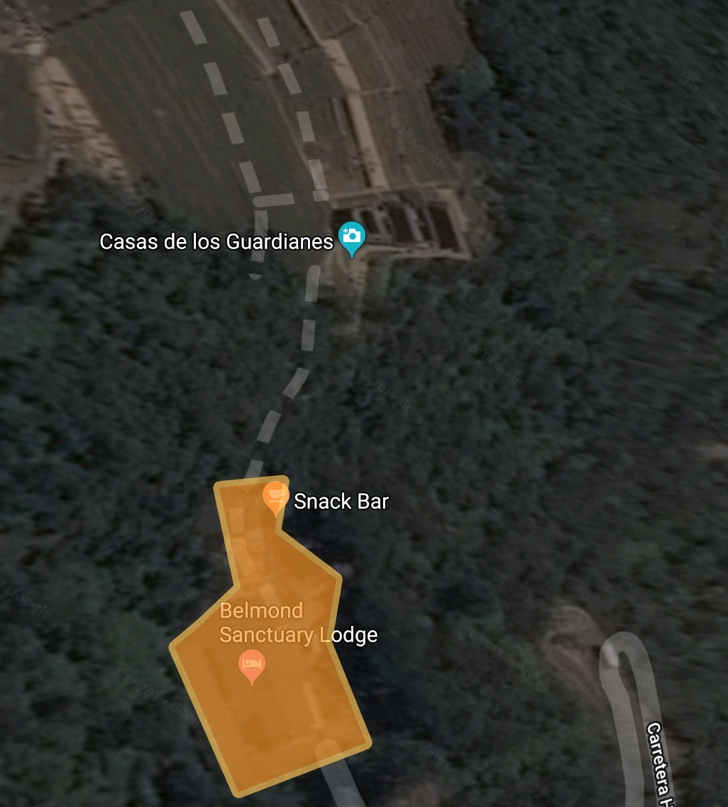 Casas de los Guardianes
Snack Bar
Belmond
Sanctuary Lodge
Carretera H